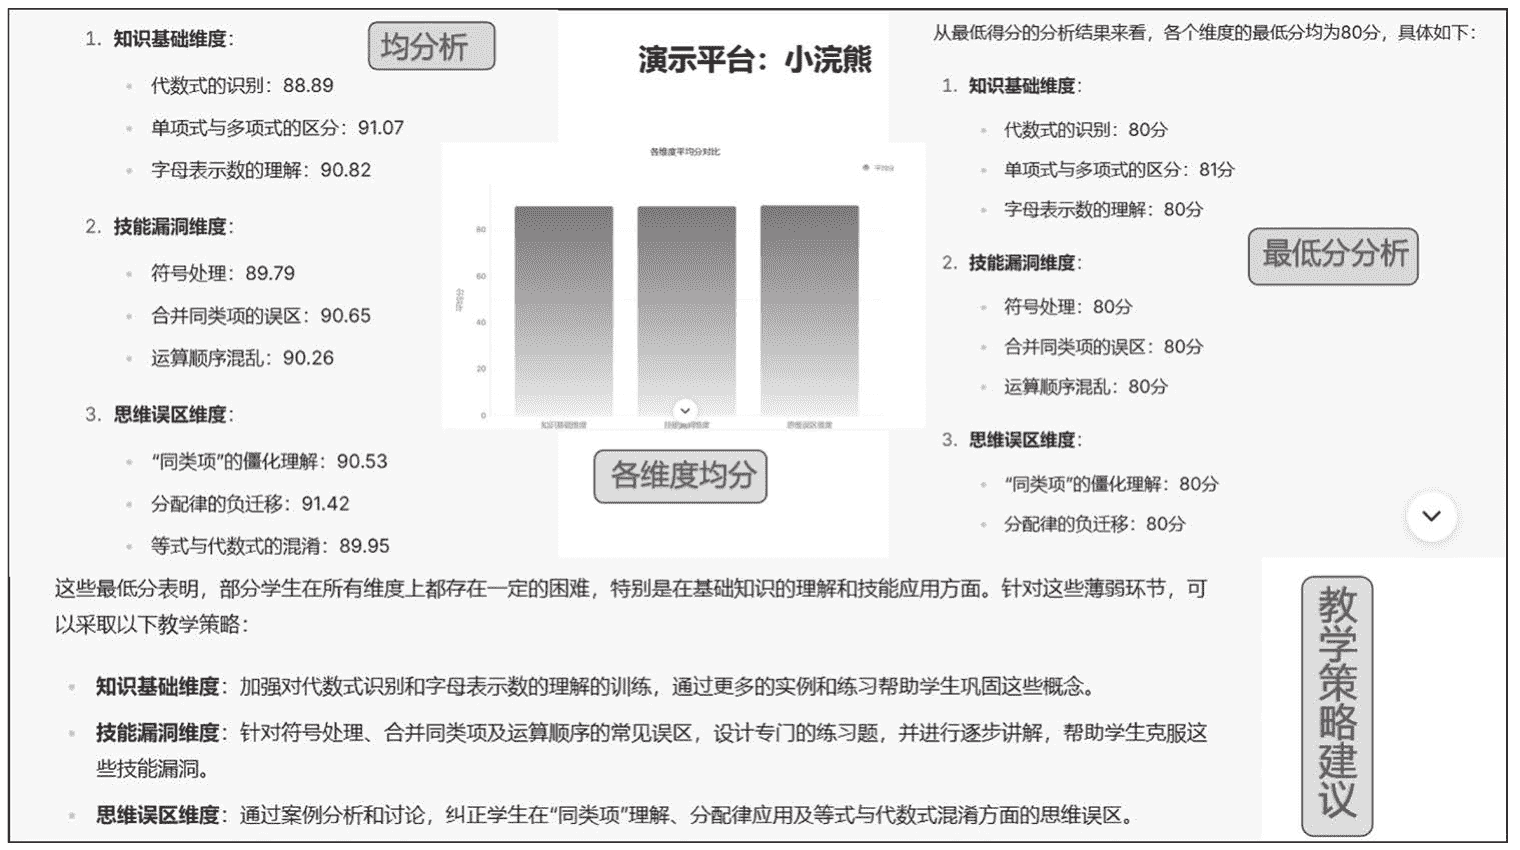 1. 知识基础维度：
均分析
• 代数式的识别：88.89
• 单项式与多项式的区分：91.07
• 字母表示数的理解：90.82
2. 技能漏洞维度：
• 符号处理：89.79
• 合并同类项的误区：90.65
• 运算顺序混乱：90.26
3. 思维误区维度：
• “同类项”的僵化理解：90.53
• 分配律的负迁移：91.42
• 等式与代数式的混淆：89.95
演示平台：小浣熊
各维度平均分对比
平均分
80
60
40
20
0
平均分
知识基础维度
思维误区维度
各维度均分
从最低得分的分析结果来看，各个维度的最低分均为80分，具体如下：
1. 知识基础维度：
• 代数式的识别：80分
• 单项式与多项式的区分：81分
• 字母表示数的理解：80分
2. 技能漏洞维度：
最低分分析
• 符号处理：80分
• 合并同类项的误区：80分
• 运算顺序混乱：80分
3. 思维误区维度：
• “同类项”的僵化理解：80分
• 分配律的负迁移：80分
这些最低分表明，部分学生在所有维度上都存在一定的困难，特别是在基础知识的理解和技能应用方面。针对这些薄弱环节，可
以采取以下教学策略：
• 知识基础维度：加强对代数式识别和字母表示数的理解的训练，通过更多的实例和练习帮助学生巩固这些概念。
• 技能漏洞维度：针对符号处理、合并同类项及运算顺序的常见误区，设计专门的练习题，并进行逐步讲解，帮助学生克服这
些技能漏洞。
• 思维误区维度：通过案例分析和讨论，纠正学生在“同类项”理解、分配律应用及等式与代数式混淆方面的思维误区。
教学策略建议